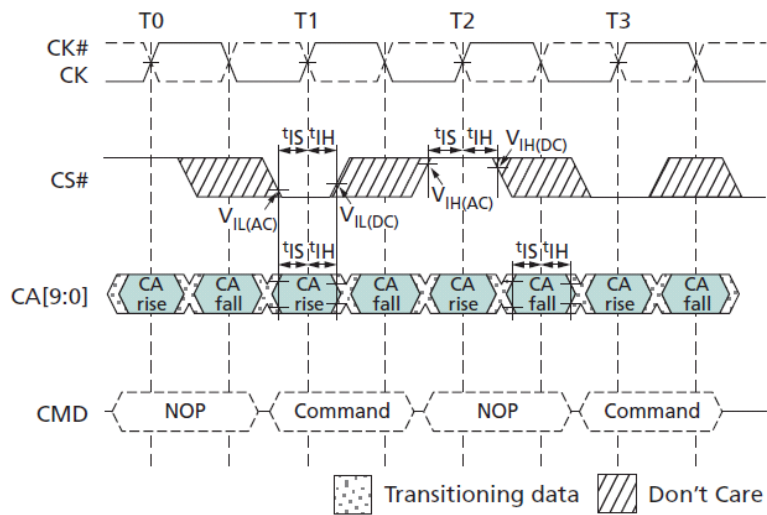 T0 T1 T2 T3
CK#
CK
tIS tIH tIS tIH VIH(DC)
CS#
VIL(AC) VIL(DC) VIH(AC)
tIS tIH tIS tIH
CA[9:0] CA rise CA fall CA rise CA fall CA rise CA fall CA rise CA fall
CMD NOP Command NOP Command
Transitioning data Don't Care